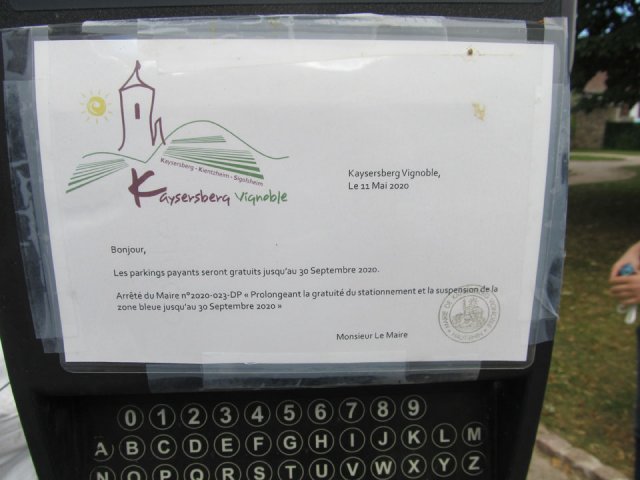 Kaysersberg - Kientzheim - Sigolsheim
Kaysersberg Vignoble
Kaysersberg Vignoble,
Le 11 Mai 2020
Bonjour,
Les parkings payants seront gratuits jusqu'au 30 Septembre 2020.
Arrêté du Maire n°2020-023-DP « Prolongeant la gratuité du stationnement et la suspension de la
zone bleue jusqu'au 30 Septembre 2020 »
Monsieur Le Maire
0 1 2 3 4 5 6 7 8 9
A B C D E F G H I J K L M
N O P Q R S T U V W X Y Z